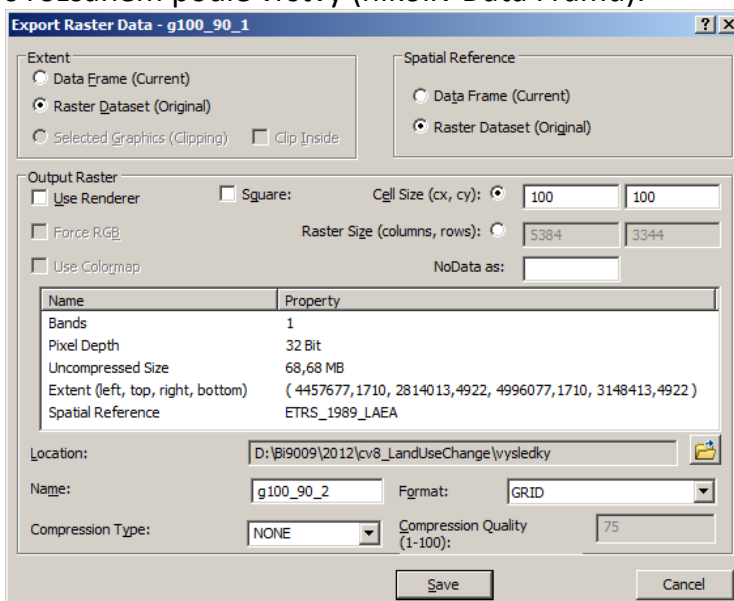 Export Raster Data - g100_90_1
Extent
Data Frame (Current)
Raster Dataset (Original)
Selected Graphics (Clipping) Clip Inside
Spatial Reference
Data Frame (Current)
Raster Dataset (Original)
Output Raster
Use Renderer Square: Cell Size (cx, cy): 100 100
Force RGB Raster Size (columns, rows): 5384 3344
Use Colormap NoData as:
Name Property
Bands 1
Pixel Depth 32 Bit
Uncompressed Size 68,68 MB
Extent (left, top, right, bottom) ( 4457677,1710, 2814013,4922, 4996077,1710, 3148413,4922 )
Spatial Reference ETRS_1989_LAEA
Location: D:\Bi9009\2012\cv8_LandUseChange\vysledky
Name: g100_90_2 Format: GRID
Compression Type: NONE Compression Quality (1-100): 75
Save Cancel